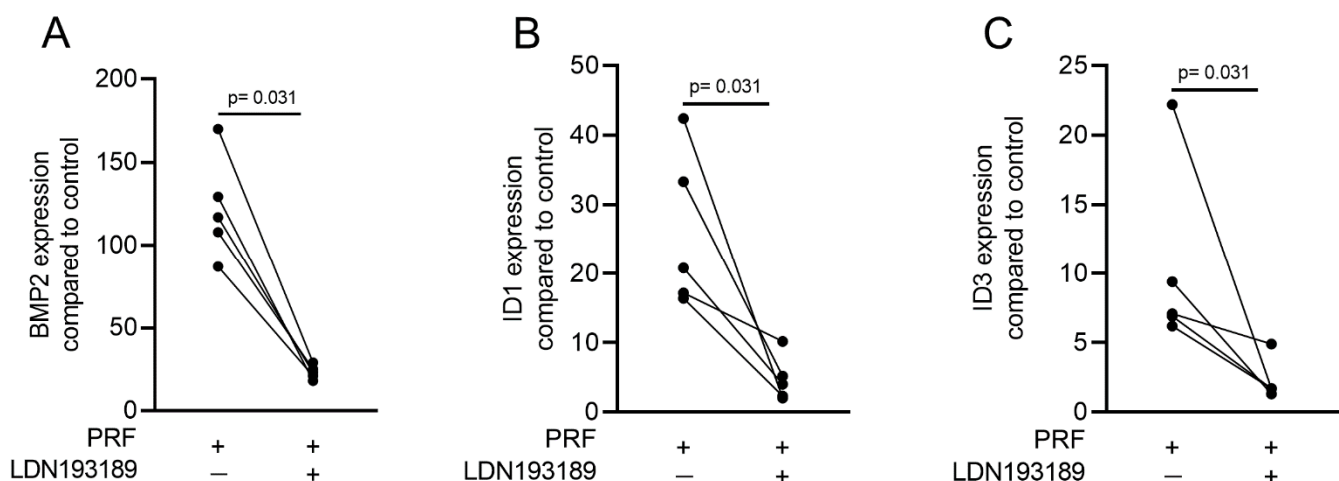 A
BMP2 expression
compared to control
200
150
100
50
0
p= 0.031
PRF + +
LDN193189 — +
B
ID1 expression
compared to control
50
40
30
20
10
0
p= 0.031
PRF + +
LDN193189 — +
C
ID3 expression
compared to control
25
20
15
10
5
0
p= 0.031
PRF + +
LDN193189 — +